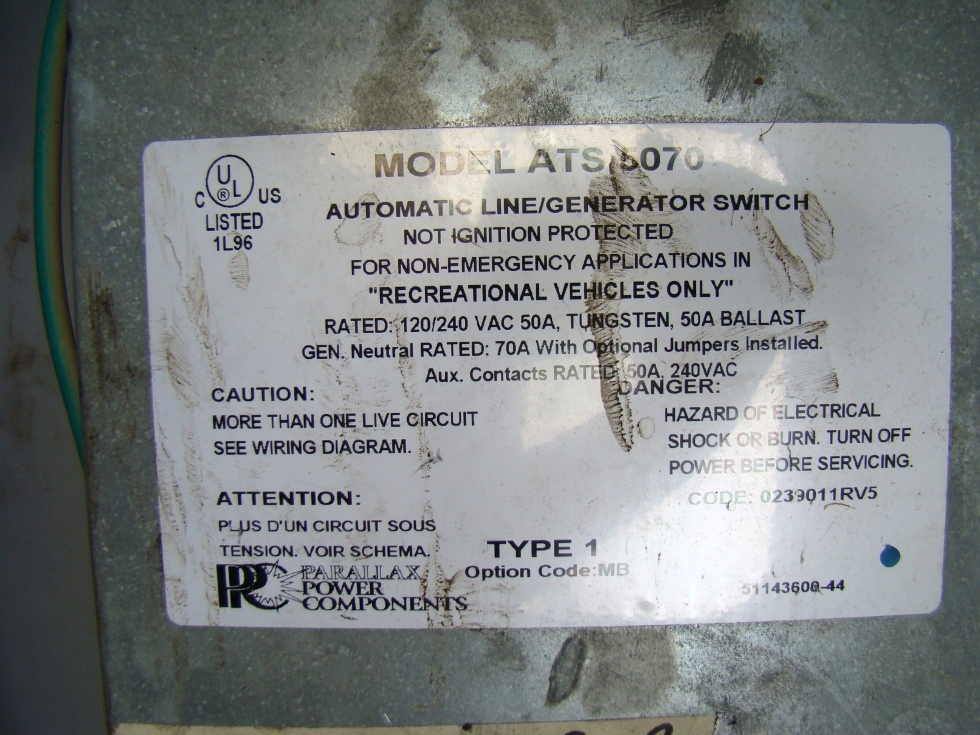 MODEL ATS 5070
C UL ® US
LISTED
1L96
AUTOMATIC LINE/GENERATOR SWITCH
NOT IGNITION PROTECTED
FOR NON-EMERGENCY APPLICATIONS IN
"RECREATIONAL VEHICLES ONLY"
RATED: 120/240 VAC 50A, TUNGSTEN, 50A BALLAST
GEN. Neutral RATED: 70A With Optional Jumpers Installed.
Aux. Contacts RATED: 50A, 240VAC
CAUTION:
MORE THAN ONE LIVE CIRCUIT
SEE WIRING DIAGRAM.
DANGER:
HAZARD OF ELECTRICAL
SHOCK OR BURN. TURN OFF
POWER BEFORE SERVICING.
CODE: 0239011RV5
ATTENTION:
PLUS D'UN CIRCUIT SOUS
TENSION. VOIR SCHEMA.
PPC PARALLAX
POWER
COMPONENTS
TYPE 1
Option Code:MB
51143600-44